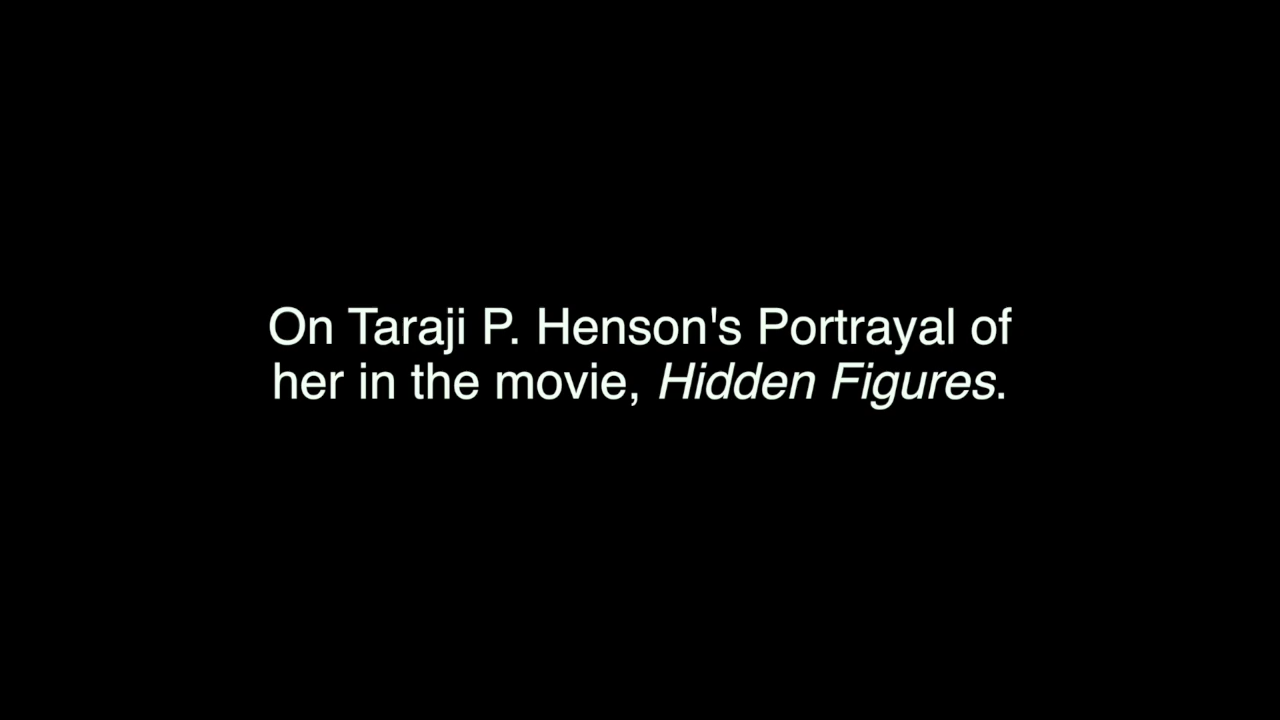 On Taraji P. Henson's Portrayal of
her in the movie, Hidden Figures.